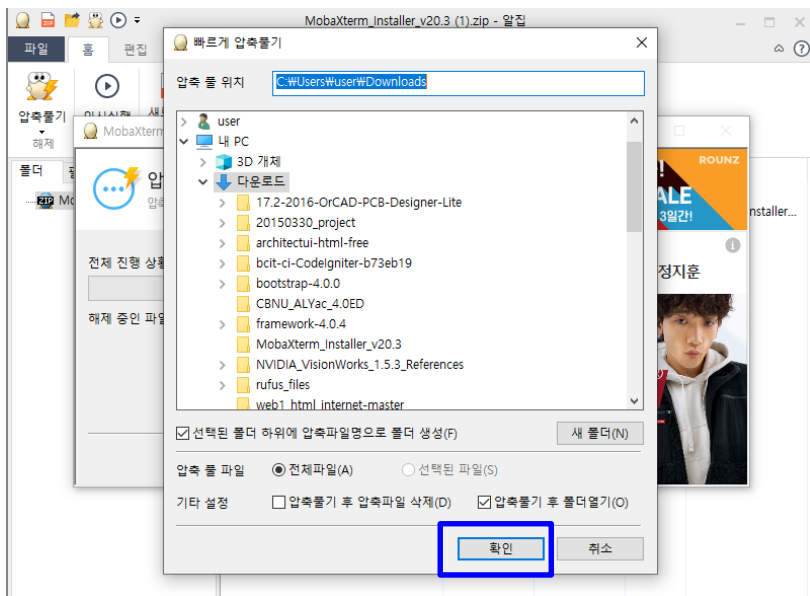 MobaXterm_Installer_v20.3 (1).zip - 알집
파일
홈
편집
압축풀기
해제
폴더
MobaXterm
전체 진행 상황
해제 중인 파일
빠르게 압축풀기
압축 풀 위치
C:₩Users₩user₩Downloads
user
내 PC
3D 개체
다운로드
17.2-2016-OrCAD-PCB-Designer-Lite
20150330_project
architectui-html-free
bcit-ci-CodeIgniter-b73eb19
bootstrap-4.0.0
CBNU_ALYac_4.0ED
framework-4.0.4
MobaXterm_Installer_v20.3
NVIDIA_VisionWorks_1.5.3_References
rufus_files
web1_html_internet-master
선택된 폴더 하위에 압축파일명으로 폴더 생성(F)
새 폴더(N)
압축 풀 파일
전체파일(A)
선택된 파일(S)
기타 설정
압축풀기 후 압축파일 삭제(D)
압축풀기 후 폴더열기(O)
확인
취소
ROUNZ
3일간!
nstaller...
정지훈